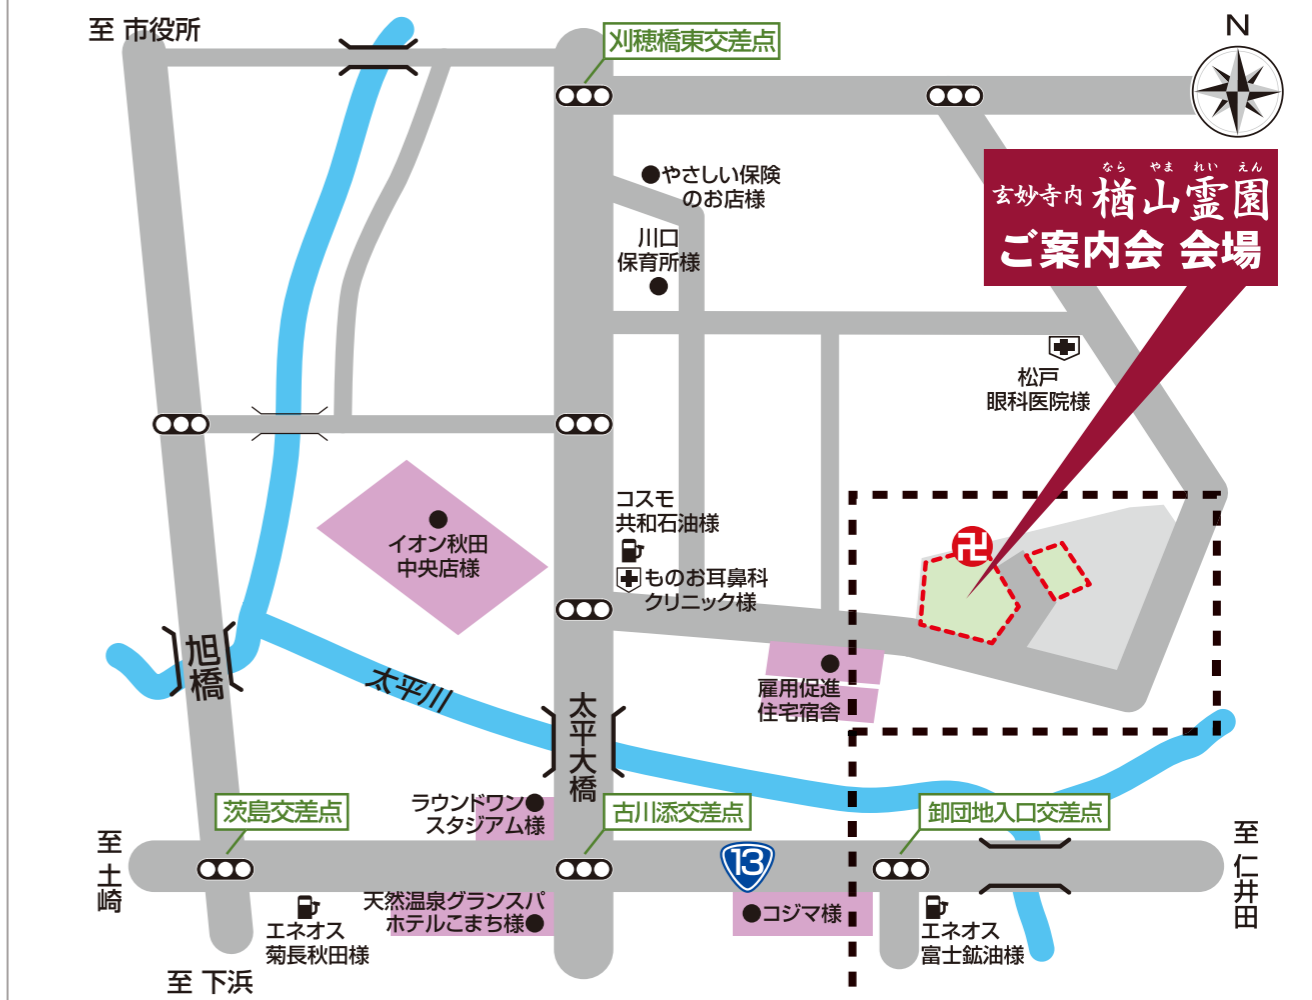 至 市役所
刈穂橋東交差点
N
やさしい保険
のお店様
なら やま れい えん
玄妙寺内 楢山霊園
ご案内会 会場
川口
保育所様
松戸
眼科医院様
コスモ
共和石油様
イオン秋田
中央店様
ものお耳鼻科
クリニック様
旭橋
太平川
雇用促進
住宅宿舎
太平大橋
ラウンドワン
スタジアム様
茨島交差点
古川添交差点
卸団地入口交差点
至 土崎
13
至 仁井田
天然温泉グランスパ
ホテルこまち様
コジマ様
エネオス
菊長秋田様
エネオス
富士鉱油様
至 下浜